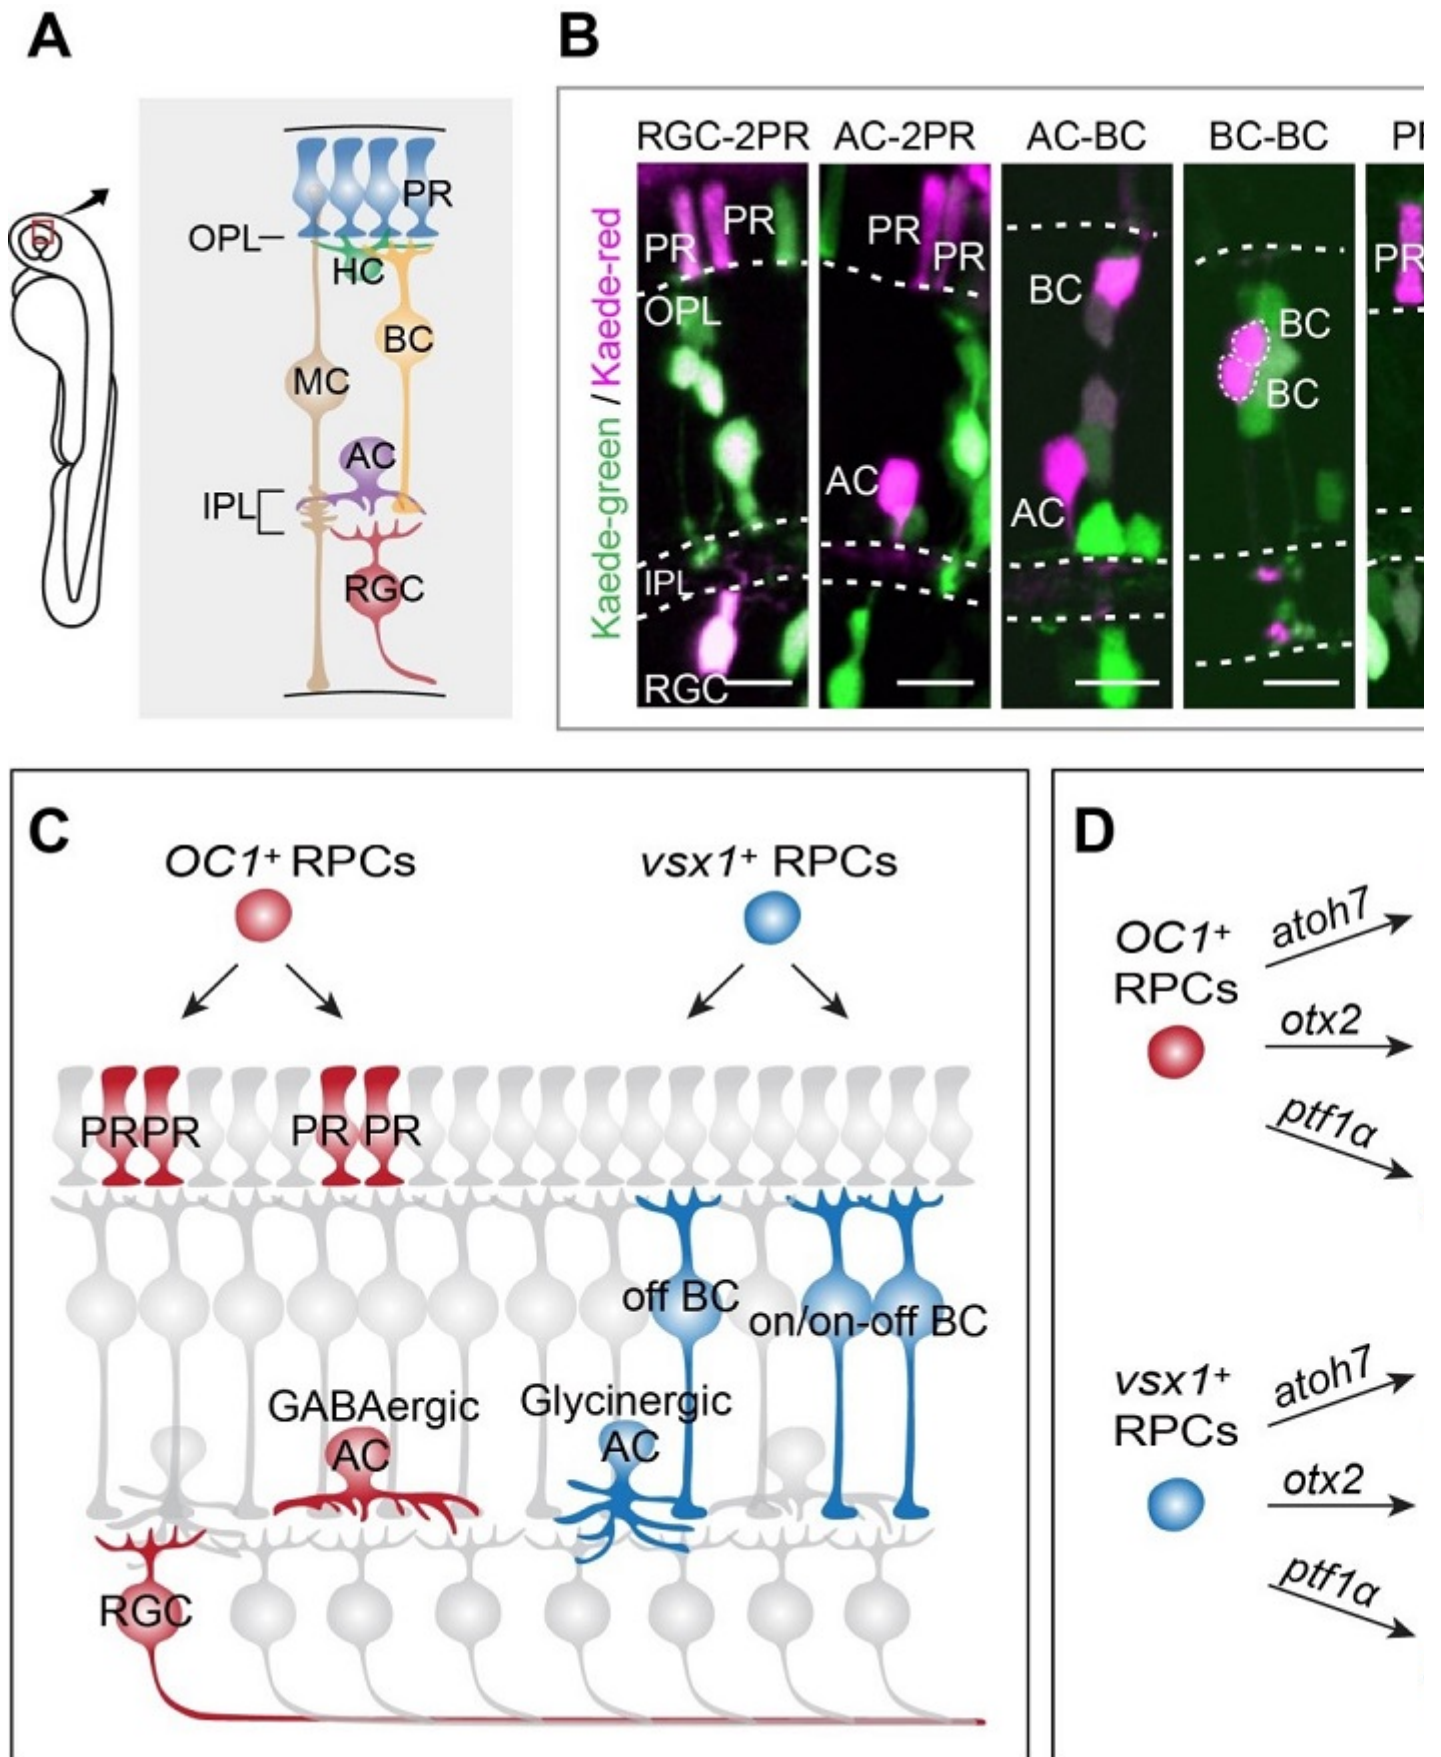 A
PR
OPL
HC
BC
MC
AC
IPL
RGC
B
RGC-2PR
AC-2PR
AC-BC
BC-BC
Kaede-green / Kaede-red
PR
PR
OPL
IPL
RGC
PR
PR
AC
BC
AC
BC
BC
PR
C
OC1+ RPCs
vsx1+ RPCs
PR PR
PR PR
off BC
on/on-off BC
GABAergic
AC
Glycinergic
AC
RGC
D
OC1+
RPCs
atoh7
otx2
ptf1α
vsx1+
RPCs
atoh7
otx2
ptf1α